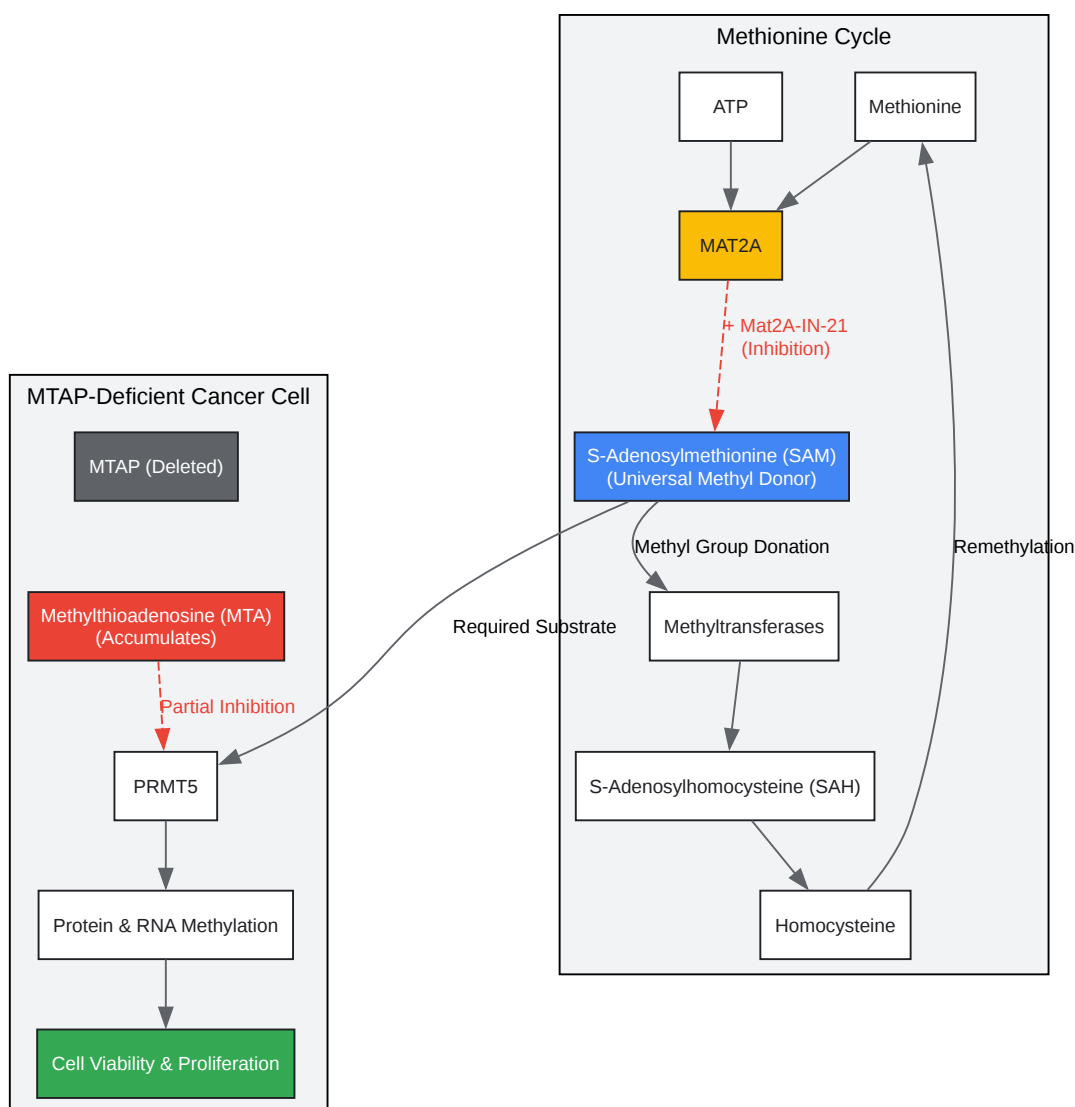 Methionine Cycle
ATP
Methionine
MAT2A
+ Mat2A-IN-21
(Inhibition)
MTAP-Deficient Cancer Cell
MTAP (Deleted)
S-Adenosylmethionine (SAM)
(Universal Methyl Donor)
Methyl Group Donation
Remethylation
Methylthioadenosine (MTA)
(Accumulates)
Required Substrate
Methyltransferases
Partial Inhibition
PRMT5
S-Adenosylhomocysteine (SAH)
Protein & RNA Methylation
Homocysteine
Cell Viability & Proliferation